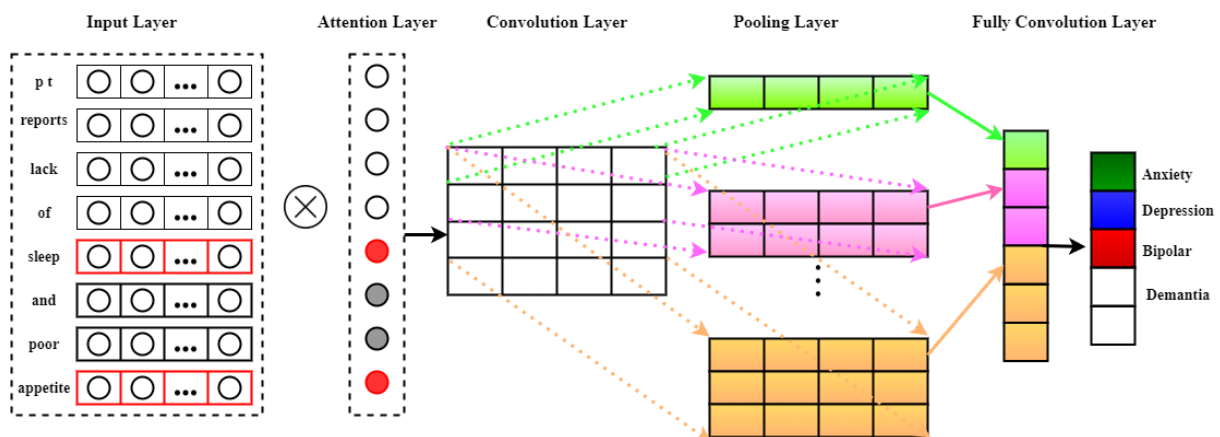 Input Layer
Attention Layer
Convolution Layer
Pooling Layer
Fully Convolution Layer
p t
reports
lack
of
sleep
and
poor
appetite
Anxiety
Depression
Bipolar
Demantia